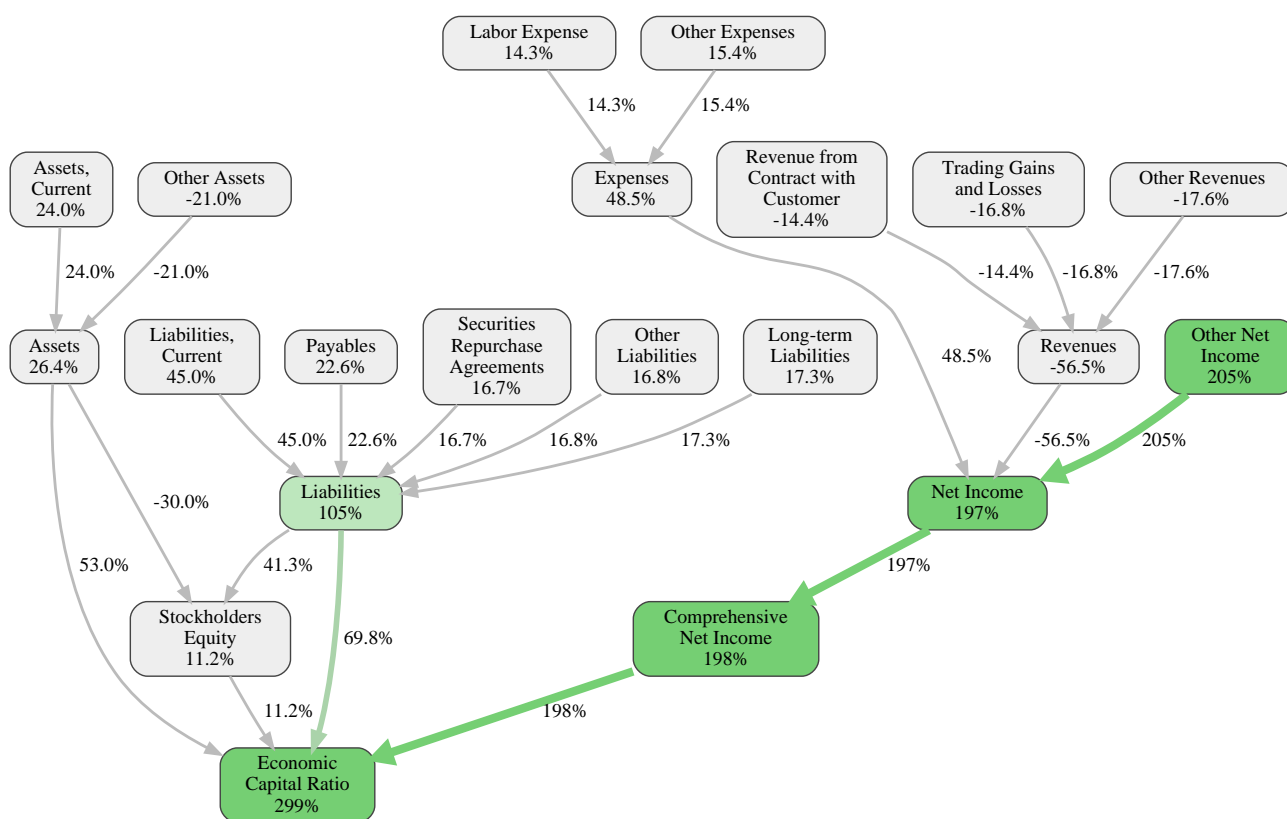 Labor Expense
14.3%
Other Expenses
15.4%
14.3%
15.4%
Assets,
Current
24.0%
Other Assets
-21.0%
Expenses
48.5%
Revenue from
Contract with
Customer
-14.4%
Trading Gains
and Losses
-16.8%
Other Revenues
-17.6%
24.0%
-21.0%
-14.4%
-16.8%
-17.6%
Assets
26.4%
Liabilities,
Current
45.0%
Payables
22.6%
Securities
Repurchase
Agreements
16.7%
Other
Liabilities
16.8%
Long-term
Liabilities
17.3%
48.5%
Revenues
-56.5%
Other Net
Income
205%
45.0%
22.6%
16.7%
16.8%
17.3%
-56.5%
205%
-30.0%
Liabilities
105%
Net Income
197%
53.0%
41.3%
197%
Stockholders
Equity
11.2%
69.8%
Comprehensive
Net Income
198%
11.2%
198%
Economic
Capital Ratio
299%